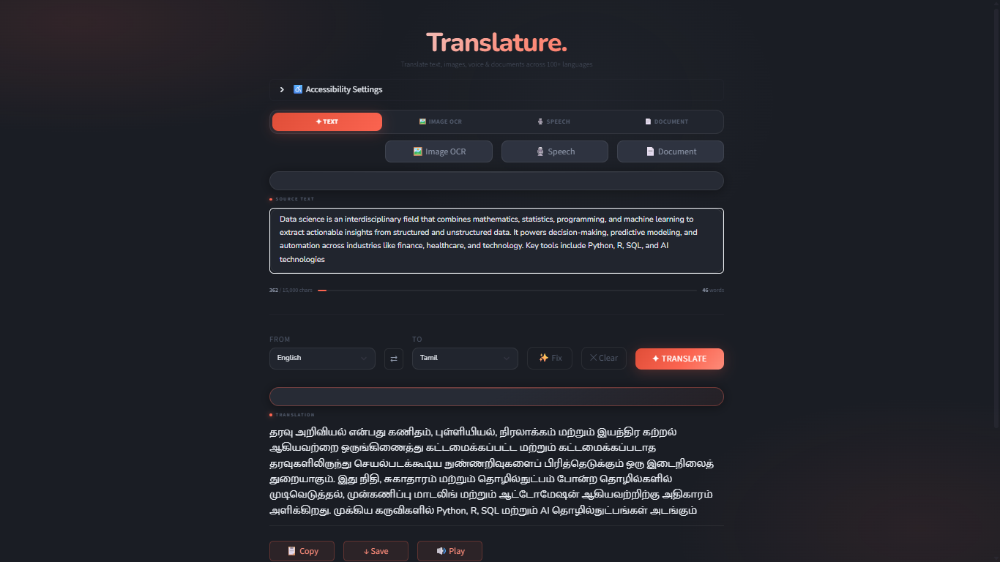 Translature.
Translate text, images, voice & documents across 100+ languages
Accessibility Settings
✦ TEXT
IMAGE OCR
SPEECH
DOCUMENT
Image OCR
Speech
Document
SOURCE TEXT
Data science is an interdisciplinary field that combines mathematics, statistics, programming, and machine learning to
extract actionable insights from structured and unstructured data. It powers decision-making, predictive modeling, and
automation across industries like finance, healthcare, and technology. Key tools include Python, R, SQL, and AI
technologies
362 / 15,000 chars
46 words
FROM
TO
English
⇄
Tamil
✨ Fix
✕ Clear
✦ TRANSLATE
TRANSLATION
தரவு அறிவியல் என்பது கணிதம், புள்ளியியல், நிரலாக்கம் மற்றும் இயந்திர கற்றல்
ஆகியவற்றை ஒருங்கிணைத்து கட்டமைக்கப்பட்ட மற்றும் கட்டமைக்கப்படாத
தரவுகளிலிருந்து செயல்படக்கூடிய நுண்ணறிவுகளைப் பிரித்தெடுக்கும் ஒரு இடைநிலைத்
துறையாகும். இது நிதி, சுகாதாரம் மற்றும் தொழில்நுட்பம் போன்ற தொழில்களில்
முடிவெடுத்தல், முன்கணிப்பு மாடலிங் மற்றும் ஆட்டோமேஷன் ஆகியவற்றிற்கு அதிகாரம்
அளிக்கிறது. முக்கிய கருவிகளில் Python, R, SQL மற்றும் AI தொழில்நுட்பங்கள் அடங்கும்
Copy
↓ Save
Play